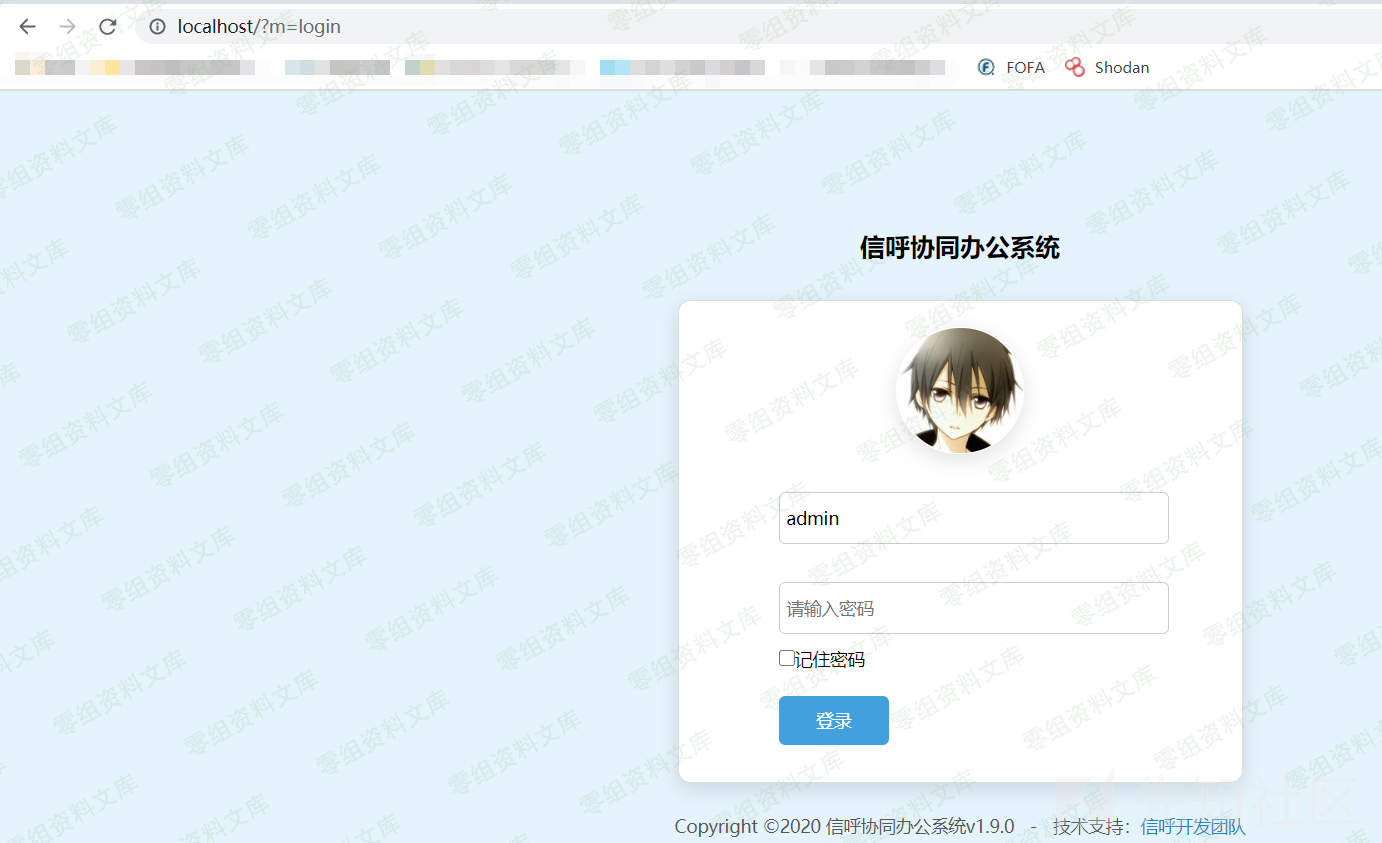 localhost/?m=login
FOFA
Shodan
信呼协同办公系统
admin
请输入密码
记住密码
登录
Copyright ©2020 信呼协同办公系统v1.9.0 - 技术支持：信呼开发团队
零组资料文库
先知社区